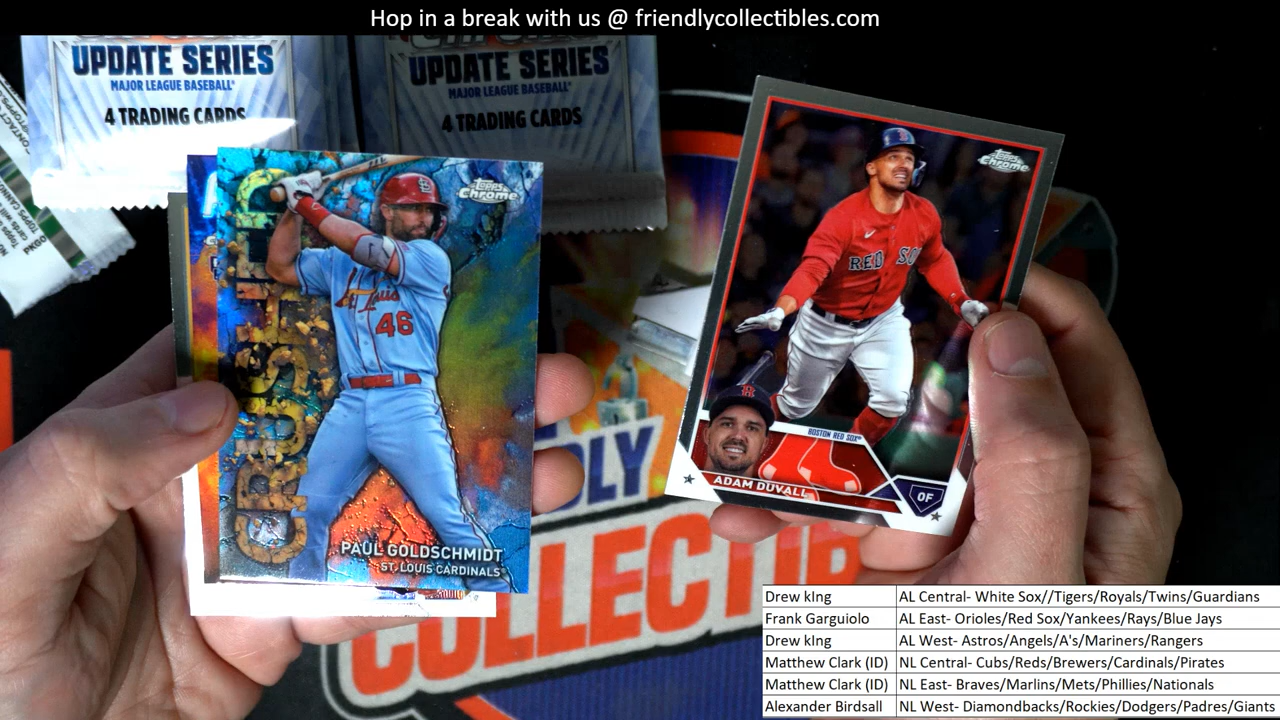 Hop in a break with us @ friendlycollectibles.com
UPDATE SERIES
MAJOR LEAGUE BASEBALL
4 TRADING CARDS
UPDATE SERIES
MAJOR LEAGUE BASEBALL
4 TRADING CARDS
Topps
Chrome
46
PAUL GOLDSCHMIDT
ST. LOUIS CARDINALS
Topps
Chrome
RED SO
BOSTON RED SOX
ADAM DUVALL
OF
COLLECTIB
Drew kIng AL Central- White Sox//Tigers/Royals/Twins/Guardians
Frank Garguiolo AL East- Orioles/Red Sox/Yankees/Rays/Blue Jays
Drew kIng AL West- Astros/Angels/A's/Mariners/Rangers
Matthew Clark (ID) NL Central- Cubs/Reds/Brewers/Cardinals/Pirates
Matthew Clark (ID) NL East- Braves/Marlins/Mets/Phillies/Nationals
Alexander Birdsall NL West- Diamondbacks/Rockies/Dodgers/Padres/Giants